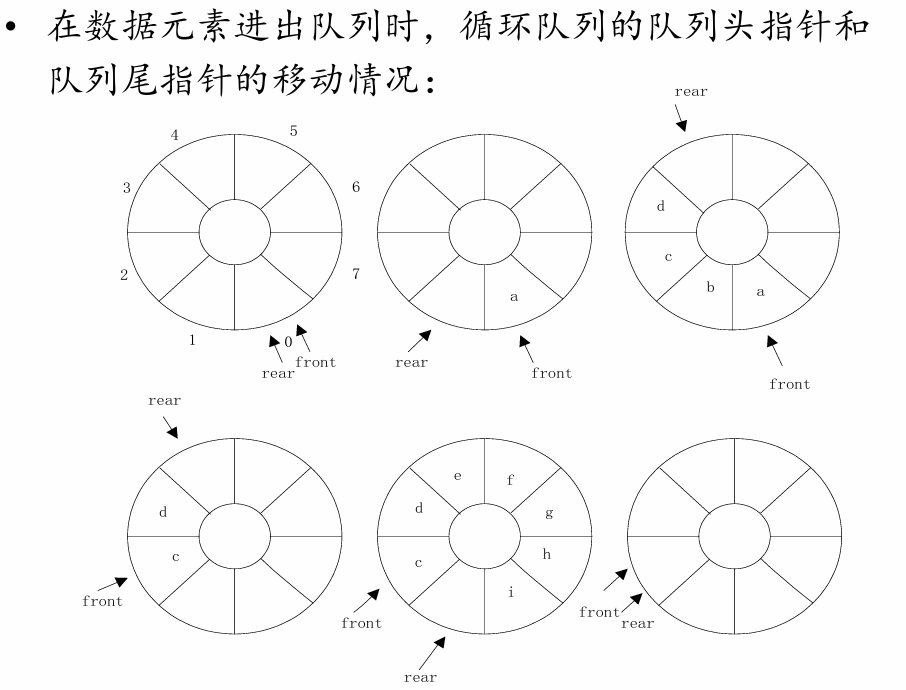 • 在数据元素进出队列时，循环队列的队列头指针和
队列尾指针的移动情况：
4
5
3
6
2
7
1
0
rear
front
a
rear
front
rear
d
c
b
a
front
rear
d
c
front
e
f
d
g
c
h
i
front
rear
front
rear